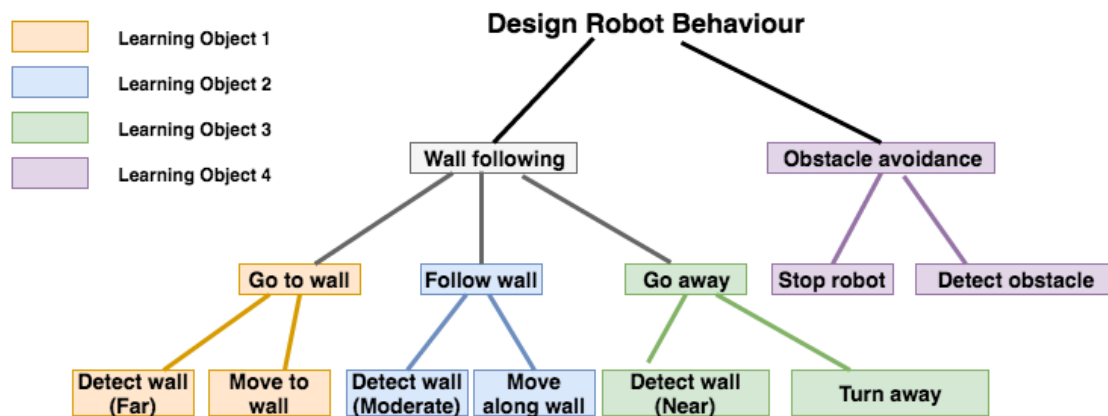 Design Robot Behaviour
Learning Object 1
Learning Object 2
Learning Object 3
Learning Object 4
Wall following
Obstacle avoidance
Go to wall
Follow wall
Go away
Stop robot
Detect obstacle
Detect wall
(Far)
Move to
wall
Detect wall
(Moderate)
Move
along wall
Detect wall
(Near)
Turn away